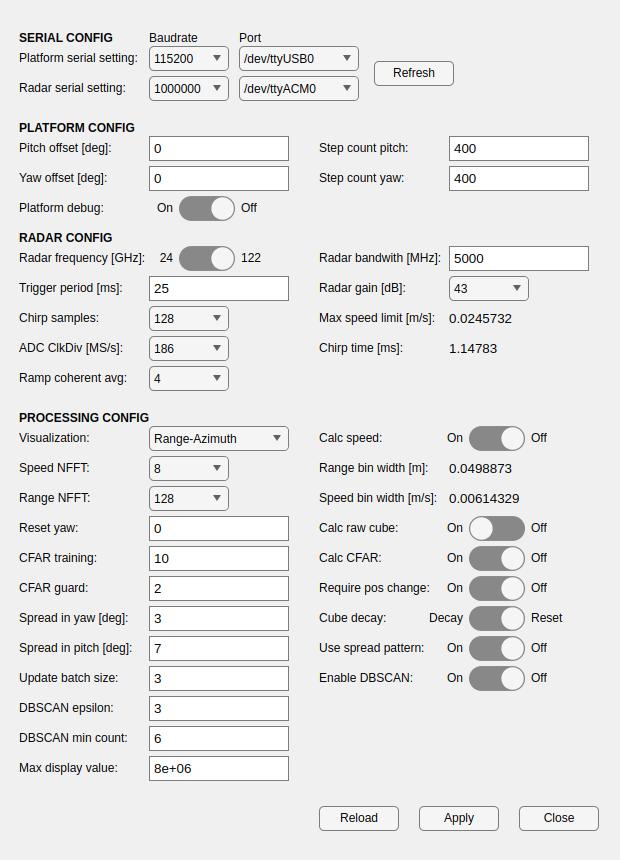 SERIAL CONFIG Baudrate Port
Platform serial setting: 115200 /dev/ttyUSB0
Refresh
Radar serial setting: 1000000 /dev/ttyACM0
PLATFORM CONFIG
Pitch offset [deg]: 0 Step count pitch: 400
Yaw offset [deg]: 0 Step count yaw: 400
Platform debug: On Off
RADAR CONFIG
Radar frequency [GHz]: 24 122 Radar bandwith [MHz]: 5000
Trigger period [ms]: 25 Radar gain [dB]: 43
Chirp samples: 128 Max speed limit [m/s]: 0.0245732
ADC ClkDiv [MS/s]: 186 Chirp time [ms]: 1.14783
Ramp coherent avg: 4
PROCESSING CONFIG
Visualization: Range-Azimuth Calc speed: On Off
Speed NFFT: 8 Range bin width [m]: 0.0498873
Range NFFT: 128 Speed bin width [m/s]: 0.00614329
Reset yaw: 0 Calc raw cube: On Off
CFAR training: 10 Calc CFAR: On Off
CFAR guard: 2 Require pos change: On Off
Spread in yaw [deg]: 3 Cube decay: Decay Reset
Spread in pitch [deg]: 7 Use spread pattern: On Off
Update batch size: 3 Enable DBSCAN: On Off
DBSCAN epsilon: 3
DBSCAN min count: 6
Max display value: 8e+06
Reload Apply Close